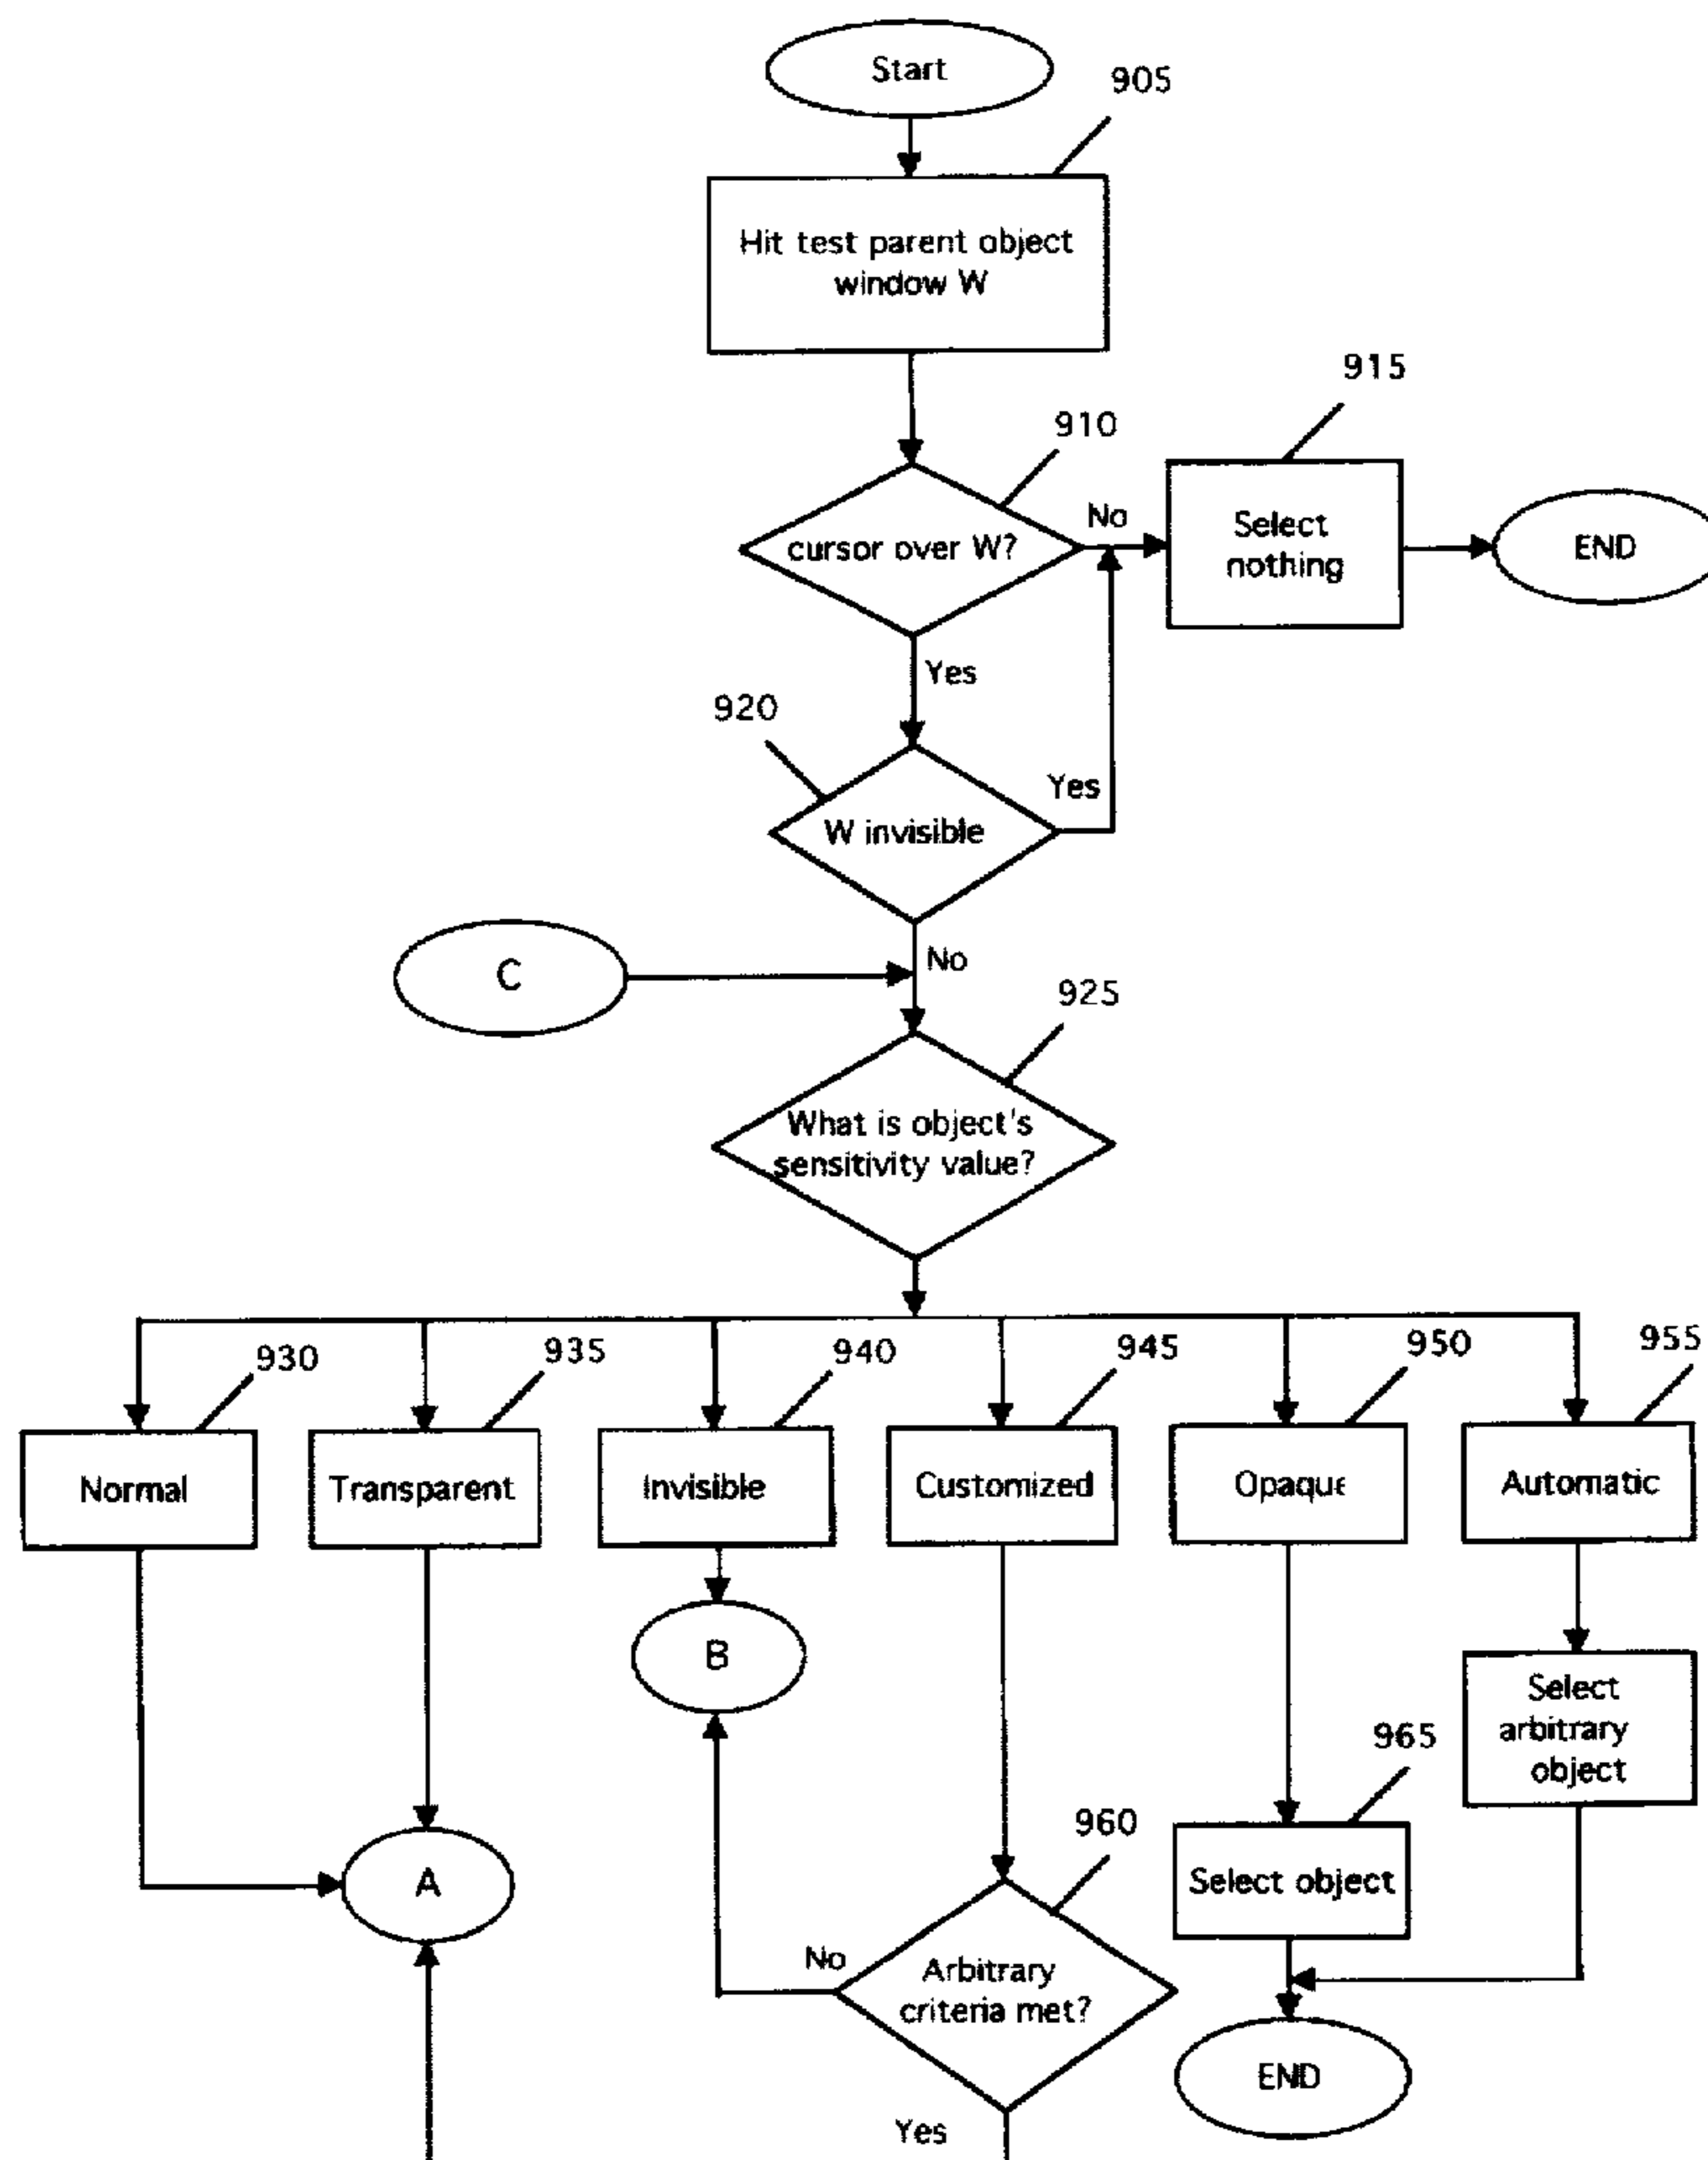 Start
905
Hit test parent object
window W
915
910
cursor over W?
No
Select
nothing
END
Yes
920
Yes
W invisible
C
No
925
What is object's
sensitivity value?
930
935
940
945
950
955
Normal
Transparent
Invisible
Customized
Opaque
Automatic
B
Select
arbitrary
object
965
960
A
Select object
No
Arbitrary
criteria met?
END
Yes